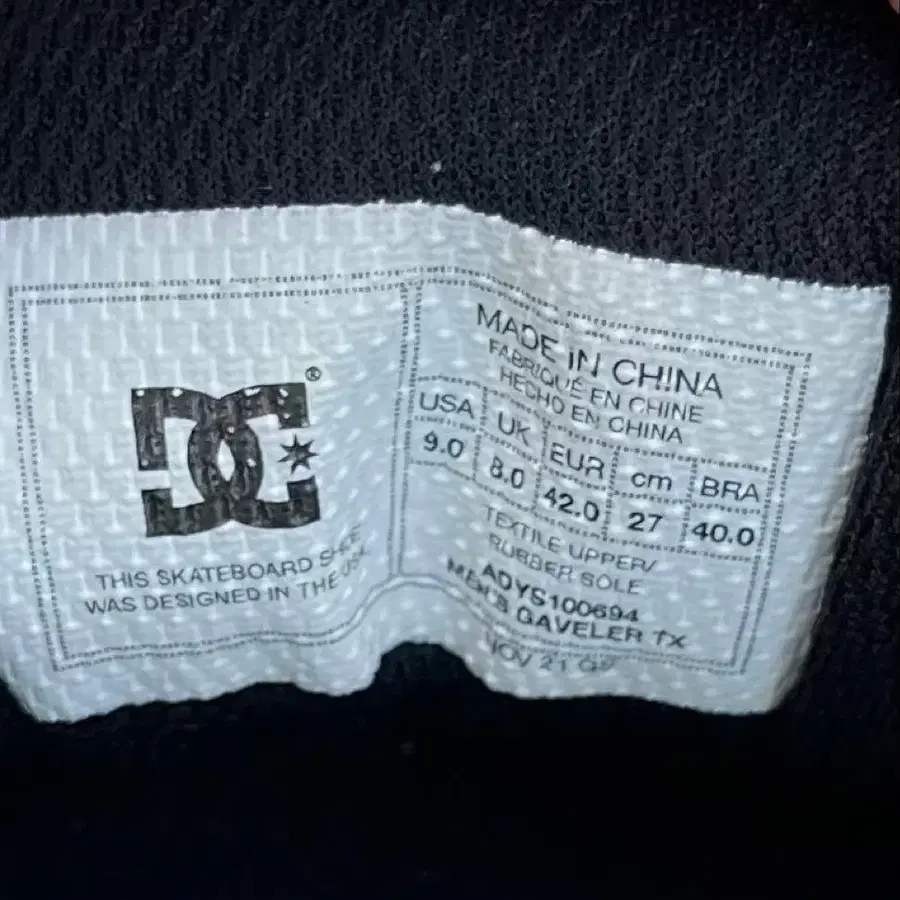 DC®
THIS SKATEBOARD SHOE
WAS DESIGNED IN THE USA
MADE IN CHINA
FABRIQUÉ EN CHINE
HECHO EN CHINA
USA UK EUR cm BRA
9.0 8.0 42.0 27 40.0
TEXTILE UPPER/
RUBBER SOLE
ADYS100694
MEN'S GAVELER TX
NOV 21